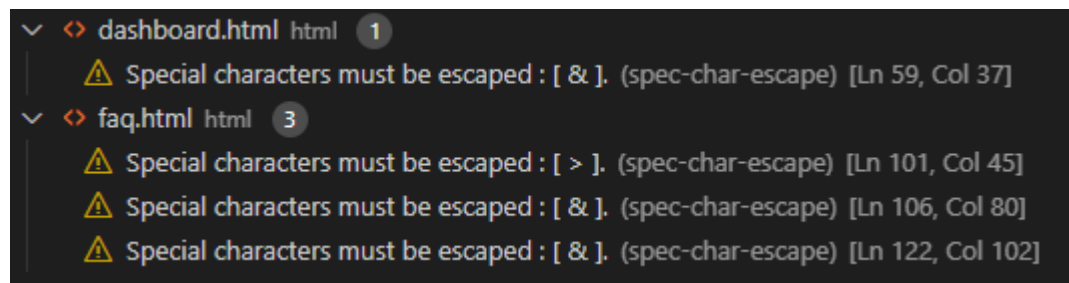 dashboard.html html 1
Special characters must be escaped : [ & ]. (spec-char-escape) [Ln 59, Col 37]
faq.html html 3
Special characters must be escaped : [ > ]. (spec-char-escape) [Ln 101, Col 45]
Special characters must be escaped : [ & ]. (spec-char-escape) [Ln 106, Col 80]
Special characters must be escaped : [ & ]. (spec-char-escape) [Ln 122, Col 102]